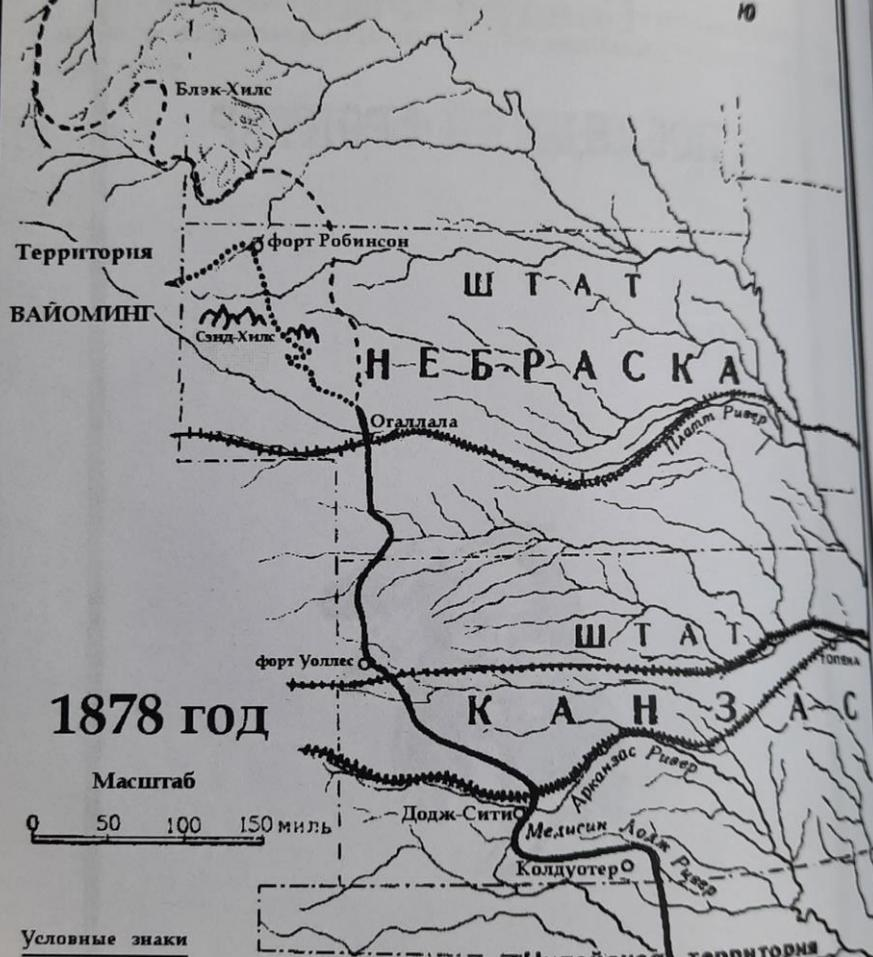 Ю
Блэк-Хилс
форт Робинсон
Территория
ШТАТ
ВАЙОМИНГ
Сэнд-Хилс
НЕБРАСКА
Огаллала
Платт Ривер
ШТАТ
форт Уоллес
ТОПЕКА
1878 год
КАНЗАС
Масштаб
Арканзас Ривер
0 50 100 150 миль
Додж-Сити
Медисин Лодж Ривер
Колдуотер
Условные знаки
территория